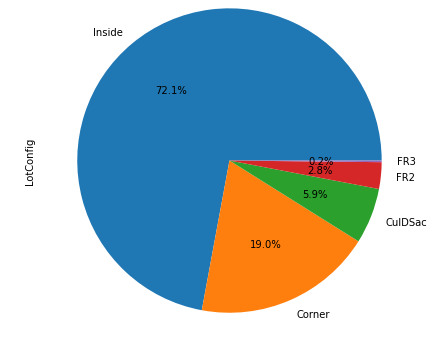 Inside
72.1%
LotConfig
0.2%
FR3
2.8%
FR2
5.9%
CulDSac
19.0%
Corner